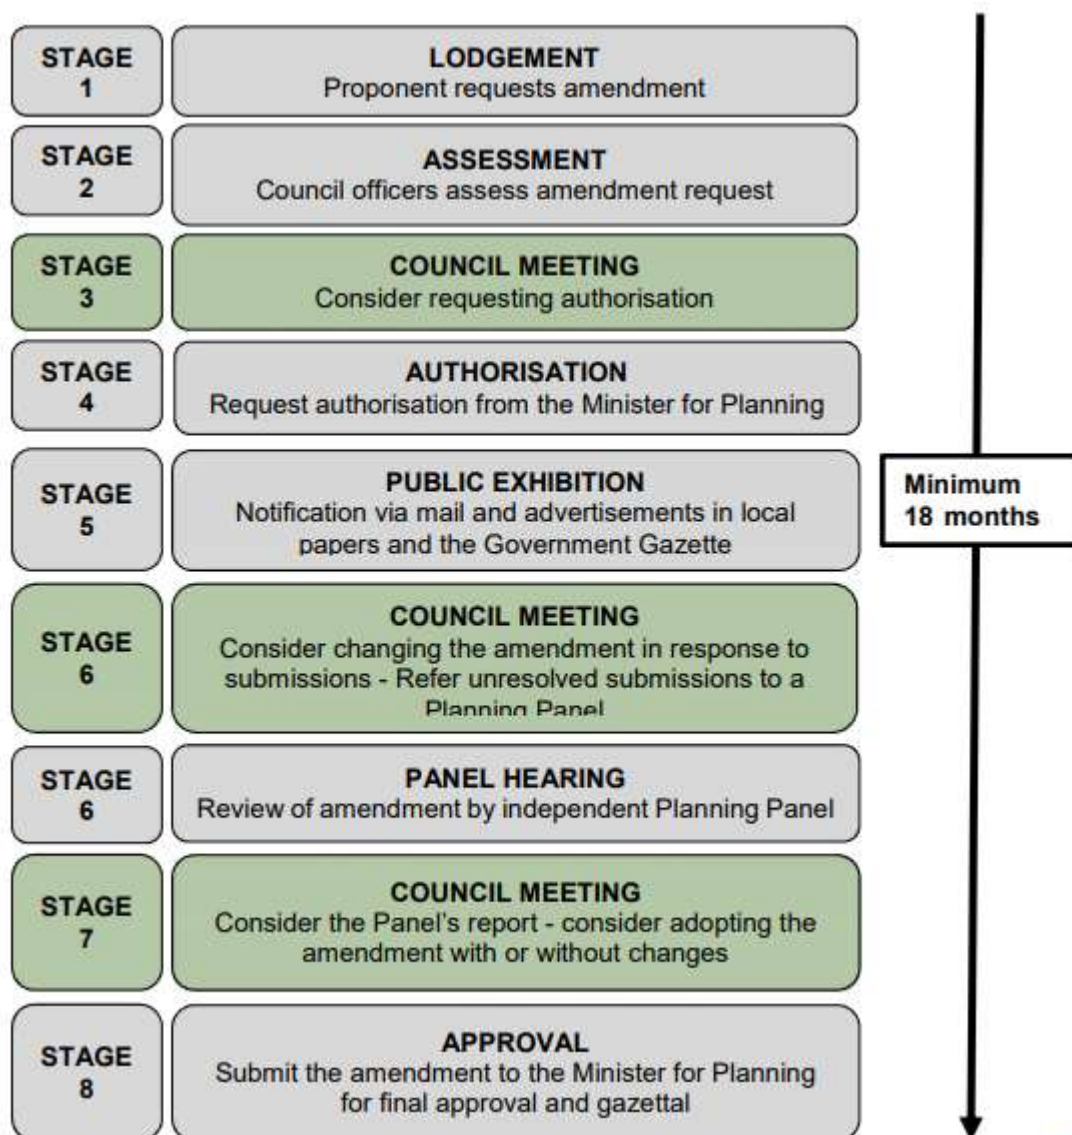 STAGE
1
LODGEMENT
Proponent requests amendment
STAGE
2
ASSESSMENT
Council officers assess amendment request
STAGE
3
COUNCIL MEETING
Consider requesting authorisation
STAGE
4
AUTHORISATION
Request authorisation from the Minister for Planning
STAGE
5
PUBLIC EXHIBITION
Notification via mail and advertisements in local
papers and the Government Gazette
Minimum
18 months
STAGE
6
COUNCIL MEETING
Consider changing the amendment in response to
submissions - Refer unresolved submissions to a
Planning Panel
STAGE
6
PANEL HEARING
Review of amendment by independent Planning Panel
STAGE
7
COUNCIL MEETING
Consider the Panel's report - consider adopting the
amendment with or without changes
STAGE
8
APPROVAL
Submit the amendment to the Minister for Planning
for final approval and gazettal